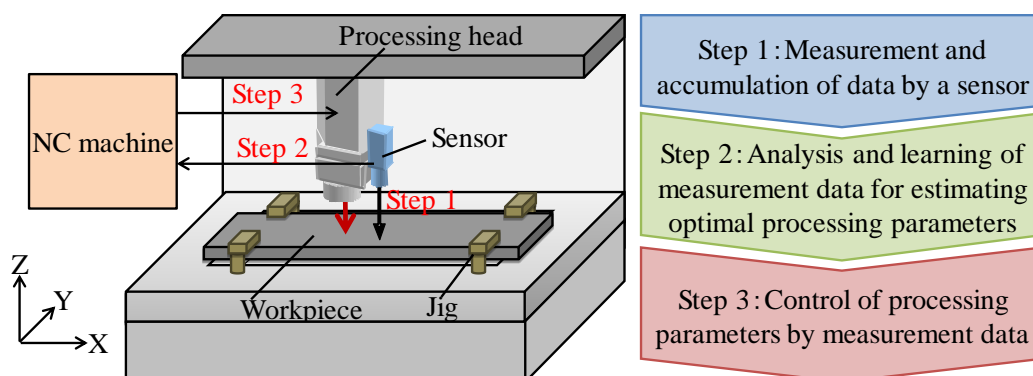 Processing head
Step 3
NC machine
Step 2
Sensor
Step 1
Workpiece
Jig
Z
Y
X
Step 1：Measurement and
accumulation of data by a sensor
Step 2：Analysis and learning of
measurement data for estimating
optimal processing parameters
Step 3：Control of processing
parameters by measurement data